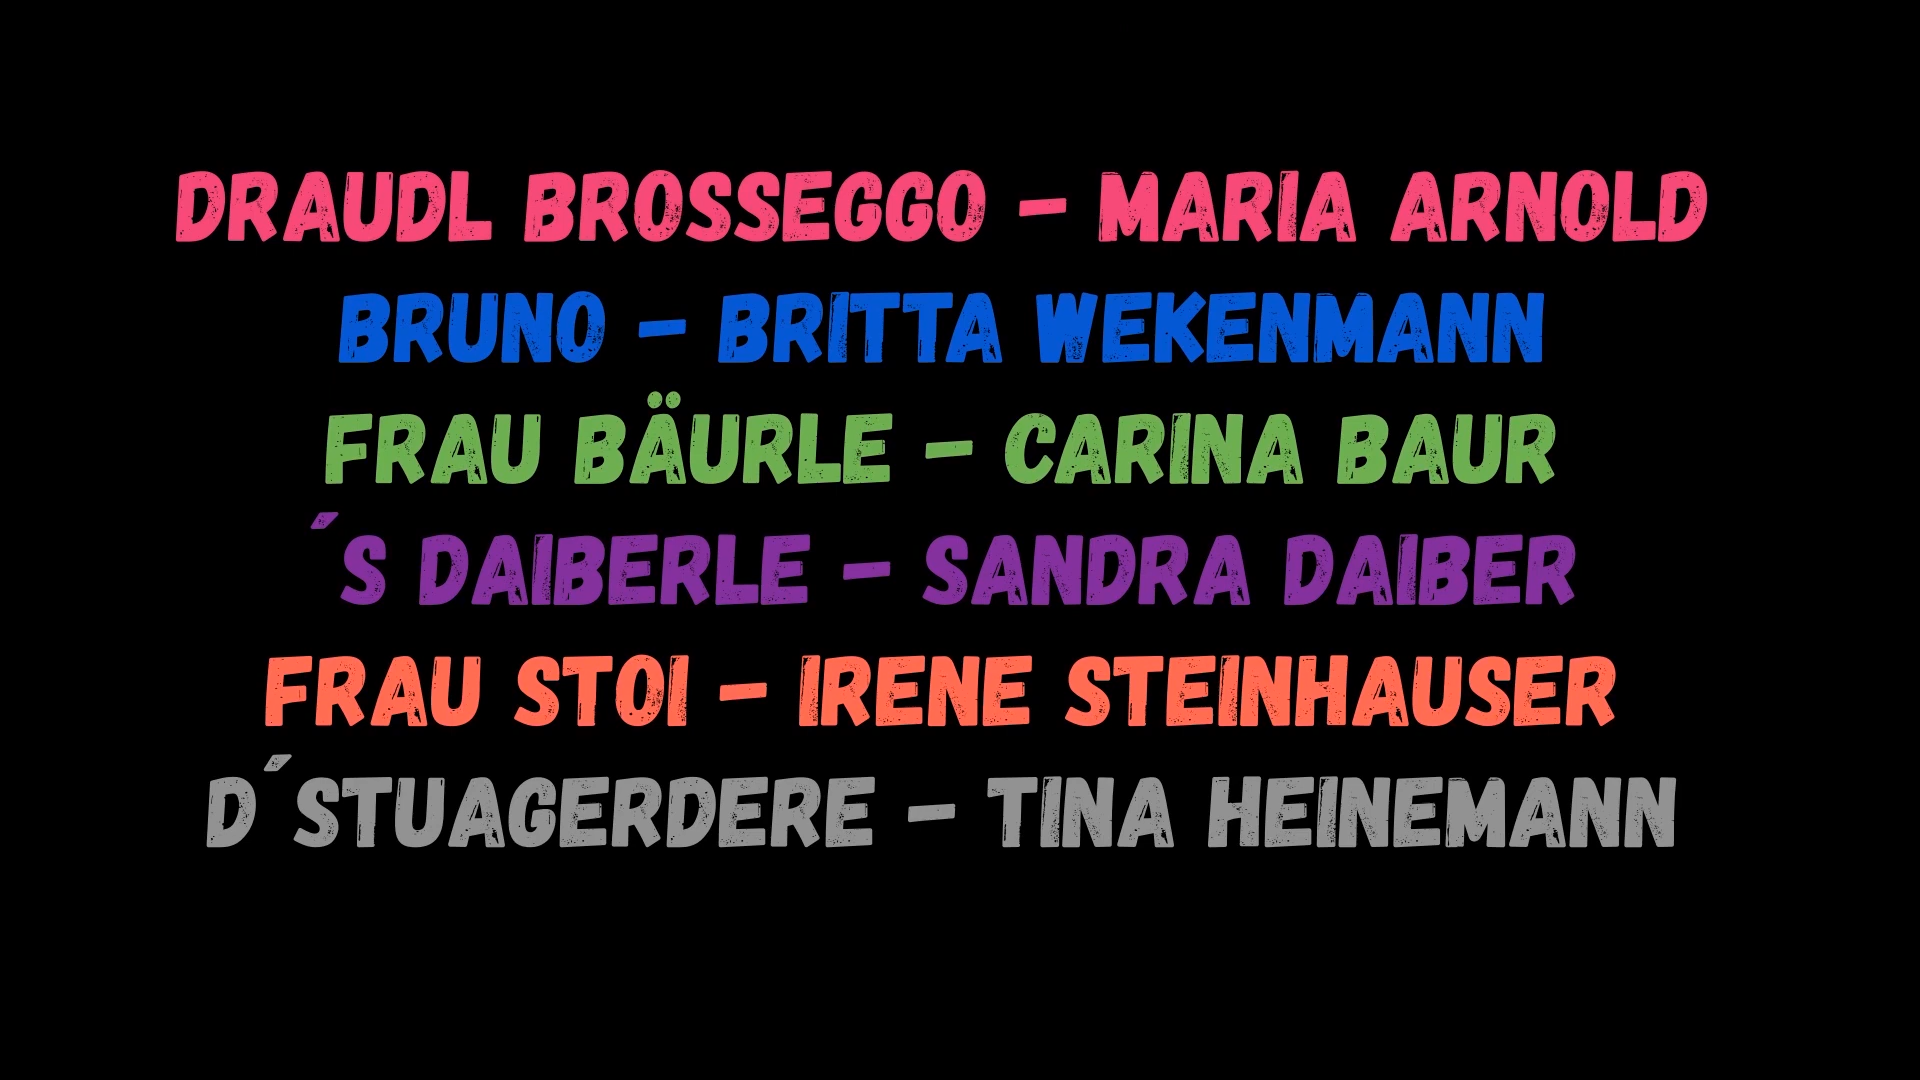 DRAUDL BROSSEGGO - MARIA ARNOLD
BRUNO - BRITTA WEKENMANN
FRAU BÄURLE - CARINA BAUR
´S DAIBERLE - SANDRA DAIBER
FRAU STOI - IRENE STEINHAUSER
D´STUAGERDERE - TINA HEINEMANN